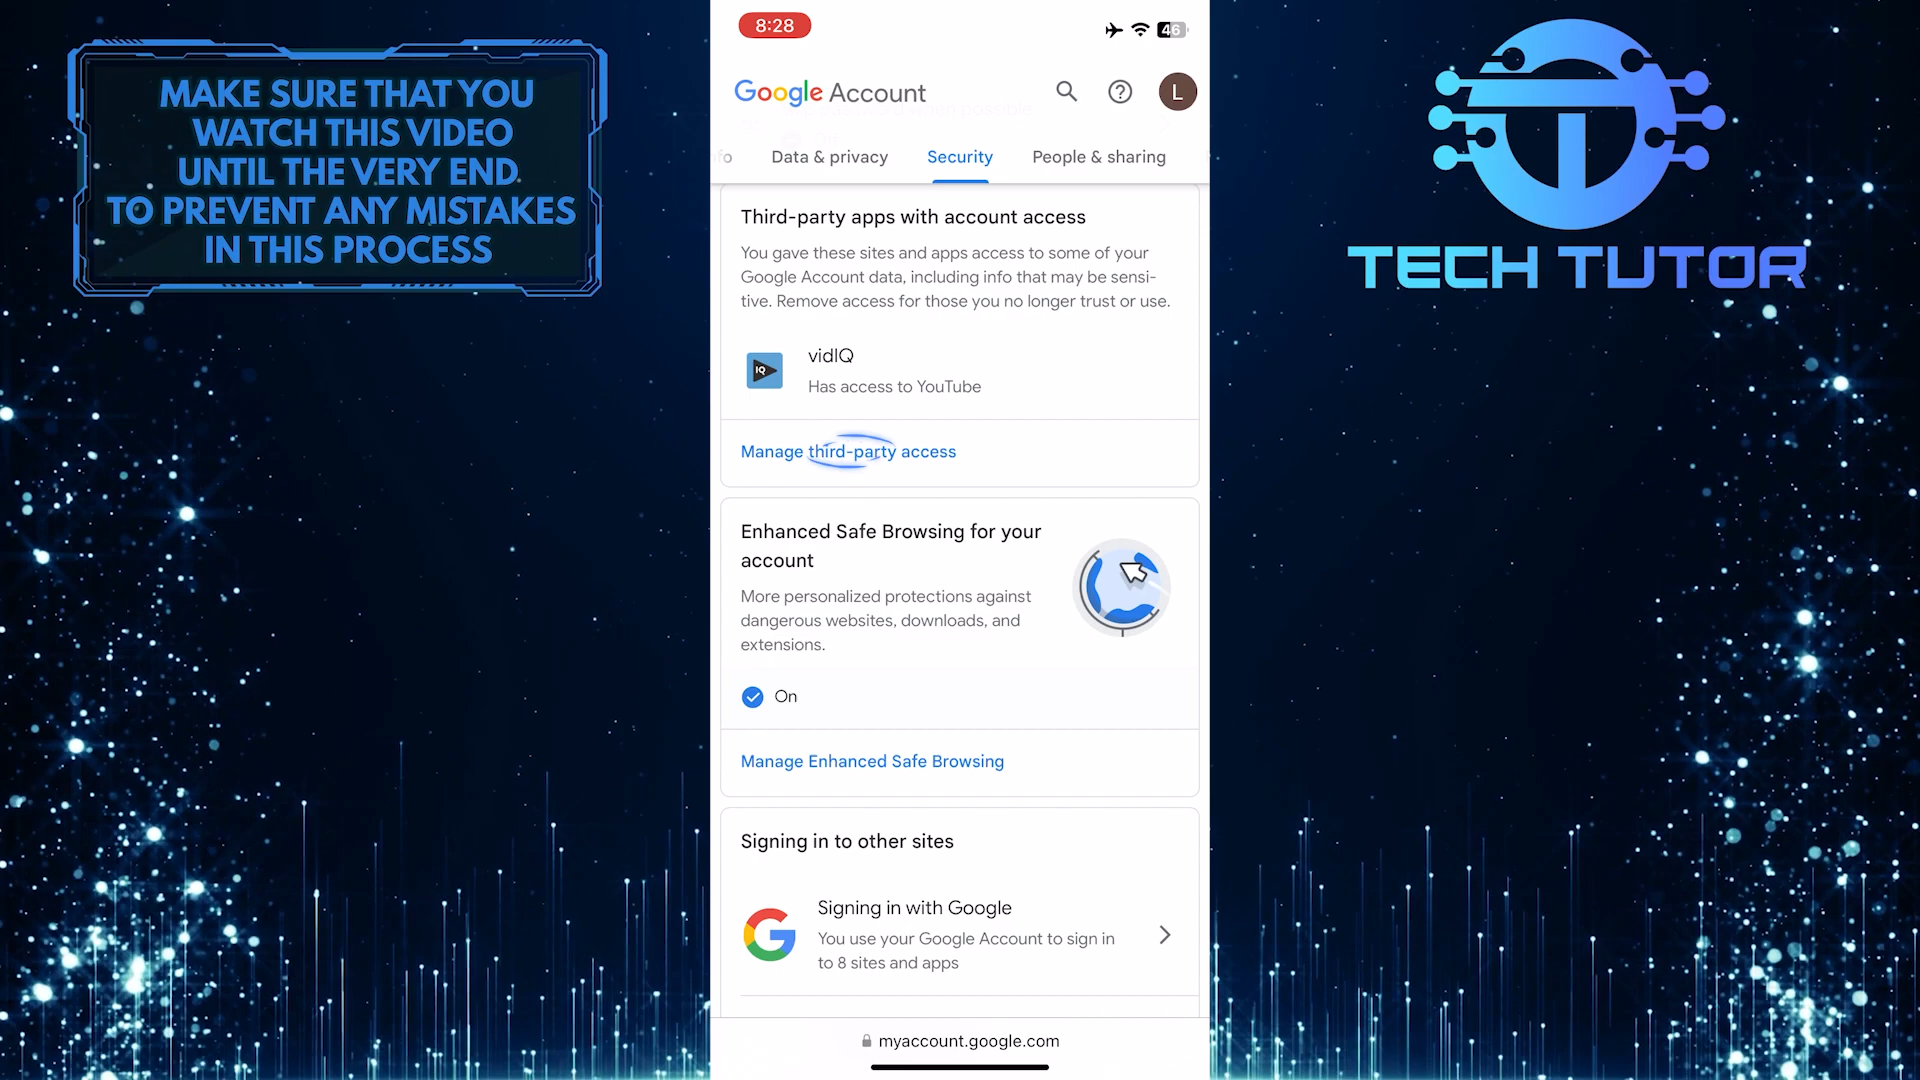 MAKE SURE THAT YOU
WATCH THIS VIDEO
UNTIL THE VERY END
TO PREVENT ANY MISTAKES
IN THIS PROCESS
8:28
46
Google Account
L
Data & privacy
Security
People & sharing
Third-party apps with account access
You gave these sites and apps access to some of your
Google Account data, including info that may be sensi-
tive. Remove access for those you no longer trust or use.
IQ
vidIQ
Has access to YouTube
Manage third-party access
Enhanced Safe Browsing for your
account
More personalized protections against
dangerous websites, downloads, and
extensions.
On
Manage Enhanced Safe Browsing
Signing in to other sites
Signing in with Google
You use your Google Account to sign in
to 8 sites and apps
myaccount.google.com
TECH TUTOR